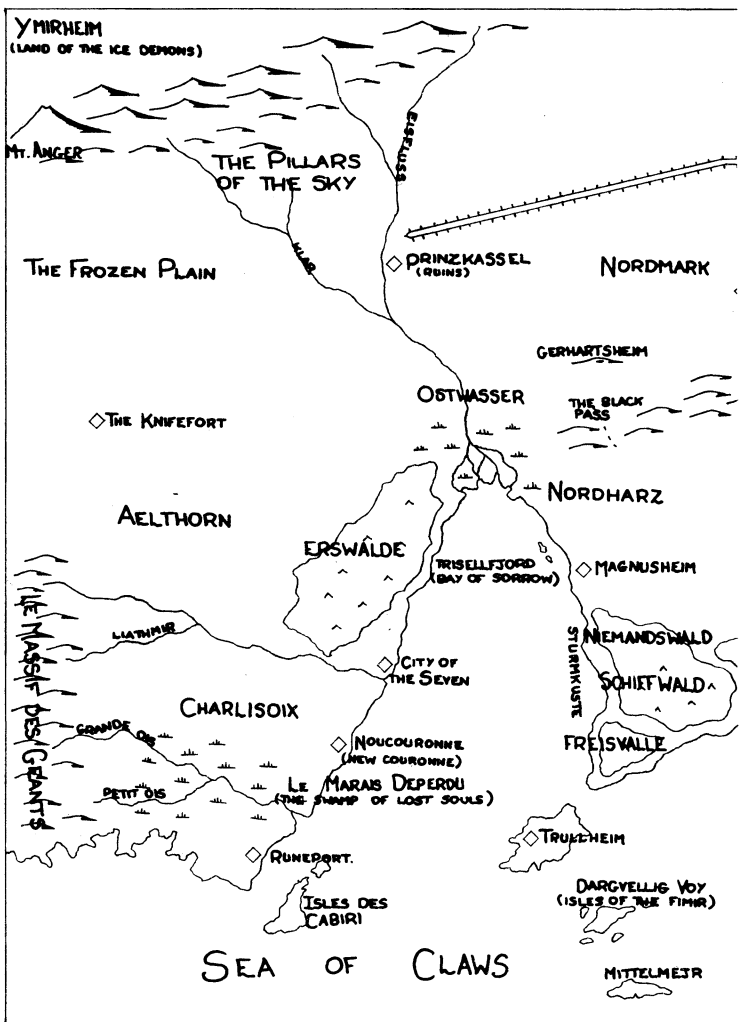 YMIRHEIM
(LAND OF THE ICE DEMONS)
MT. ANGER
THE PILLARS
OF THE SKY
EISFLUSS
KLAR
THE FROZEN PLAIN
PRINZKASSEL
(RUINS)
NORDMARK
GERHARTSHEIM
OSTWASSER
THE BLACK
PASS
THE KNIFEFORT
NORDHARZ
AELTHORN
ERSWÄLDE
TRISELLFJORD
(BAY OF SORROW)
MAGNUSHEIM
LE MASSIF DES GEANTS
LIATHMIR
STURMKUSTE
NIEMANDSWALD
CITY OF
THE SEVEN
SCHIEFWALD
CHARLISOIX
GRANDE OIS
NOUCOURONNE
(NEW COURONNE)
FREISVALLE
PETIT OIS
LE MARAIS DEPERDU
(THE SWAMP OF LOST SOULS)
TRULLHEIM
RUNEPORT.
ISLES DES
CABIRI
DARGVELLIG VOY
(ISLES OF THE FIMIR)
SEA OF CLAWS
MITTELMEJR